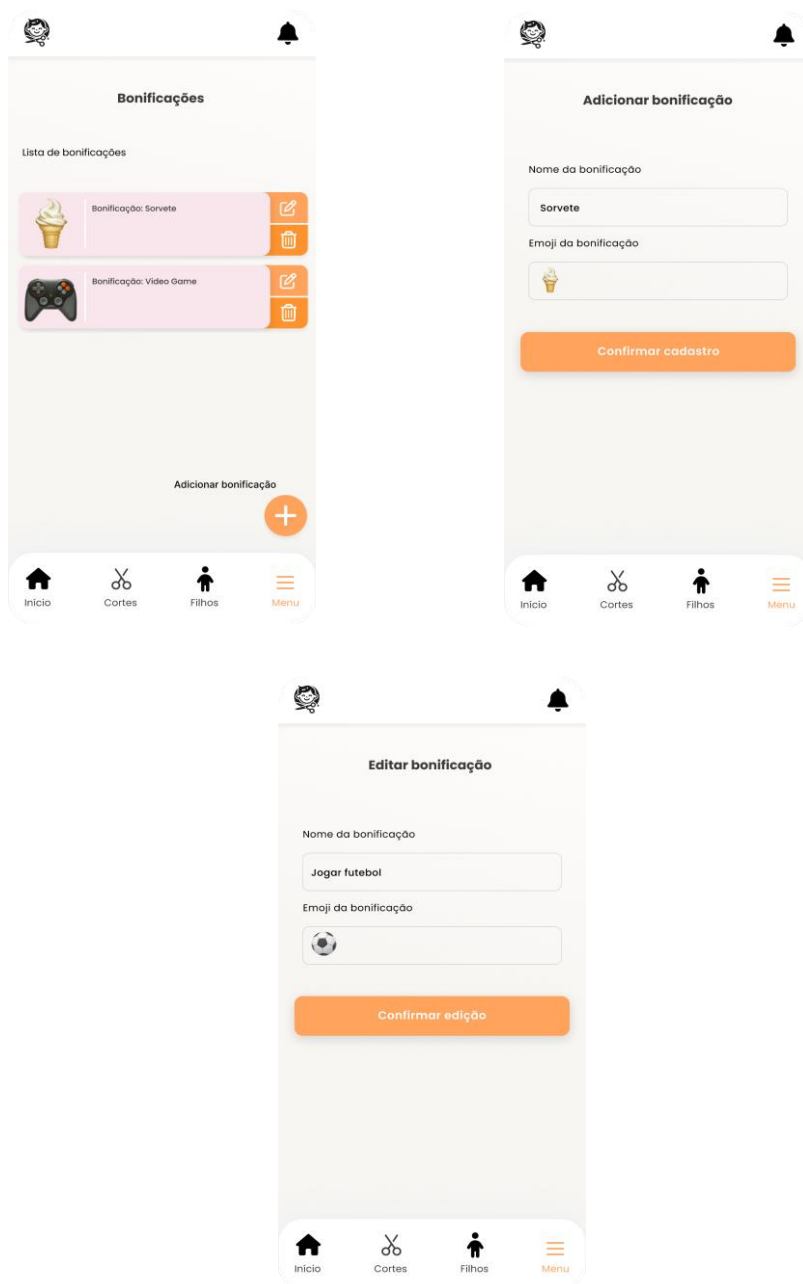 Bonificações
Lista de bonificações
Bonificação: Sorvete
Bonificação: Video Game
Adicionar bonificação
Início
Cortes
Filhos
Menu
Adicionar bonificação
Nome da bonificação
Sorvete
Emoji da bonificação
Confirmar cadastro
Início
Cortes
Filhos
Menu
Editar bonificação
Nome da bonificação
Jogar futebol
Emoji da bonificação
Confirmar edição
Início
Cortes
Filhos
Menu